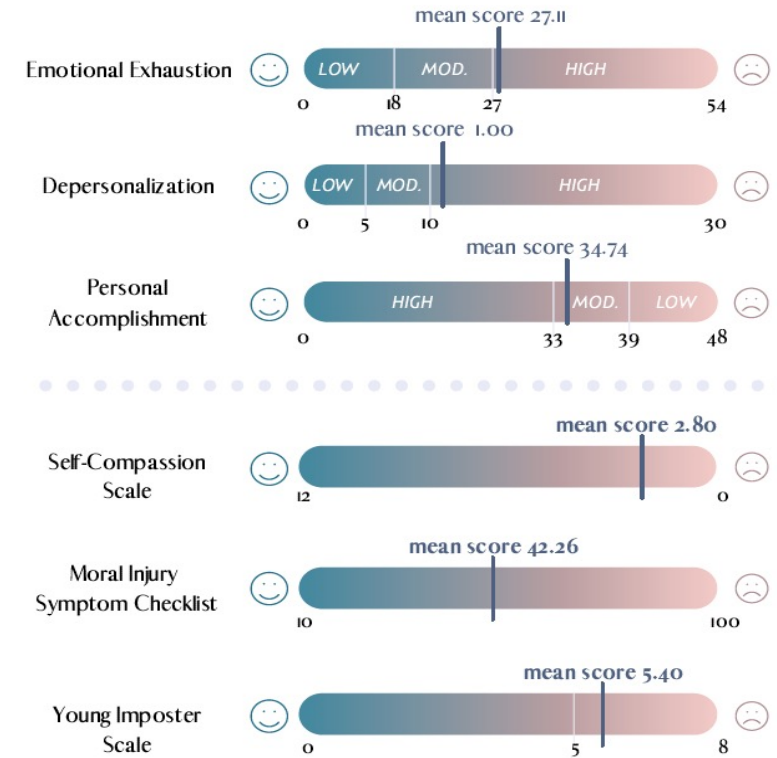 mean score 27.11
Emotional Exhaustion
LOW MOD. HIGH
0 18 27 54
mean score 1.00
Depersonalization
LOW MOD. HIGH
0 5 10 30
mean score 34.74
Personal
Accomplishment
HIGH MOD. LOW
0 33 39 48
mean score 2.80
Self-Compassion
Scale
12 0
mean score 42.26
Moral Injury
Symptom Checklist
10 100
mean score 5.40
Young Imposter
Scale
0 5 8